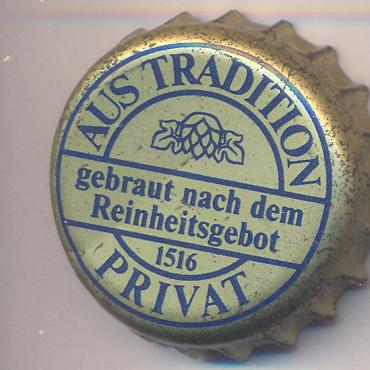 AUS TRADITION
gebraut nach dem
Reinheitsgebot
1516
PRIVAT